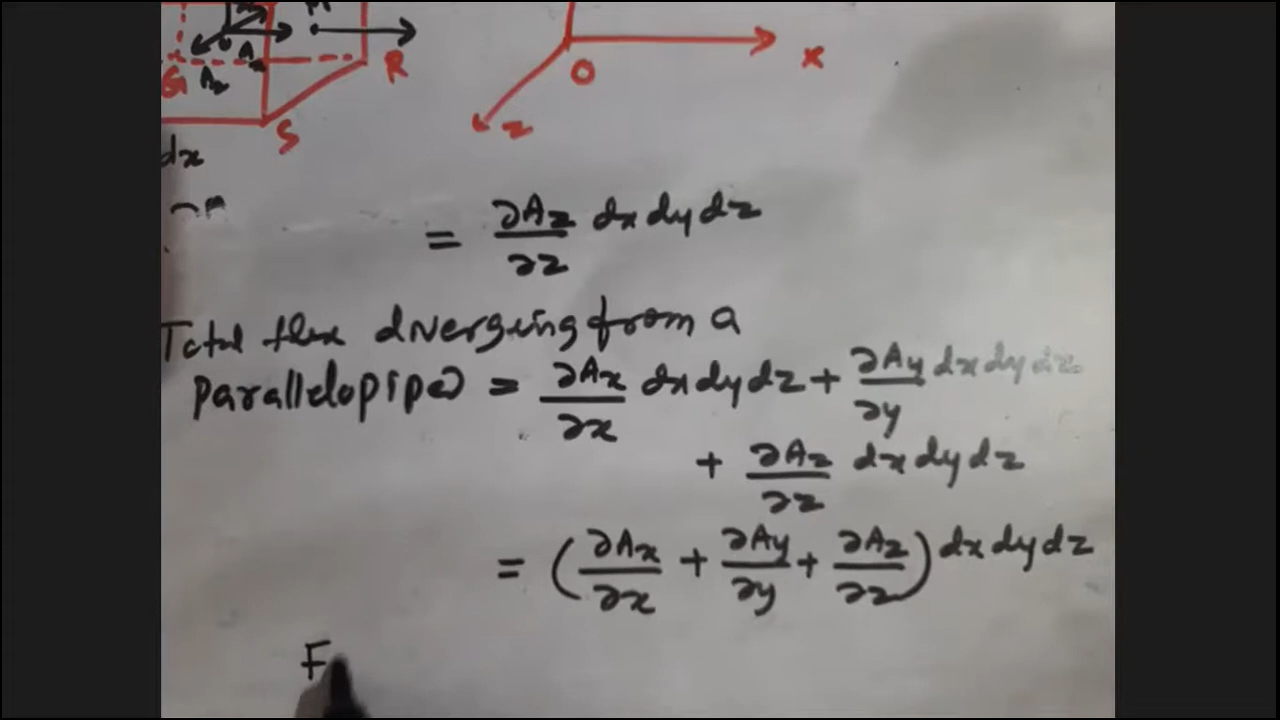 M
A
G Az R
S
O x
z
dx
= ∂Az/∂z dx dy dz
Total flux diverging from a
parallelopiped = ∂Ax/∂x dx dy dz + ∂Ay/∂y dx dy dz
+ ∂Az/∂z dx dy dz
= (∂Ax/∂x + ∂Ay/∂y + ∂Az/∂z) dx dy dz
F